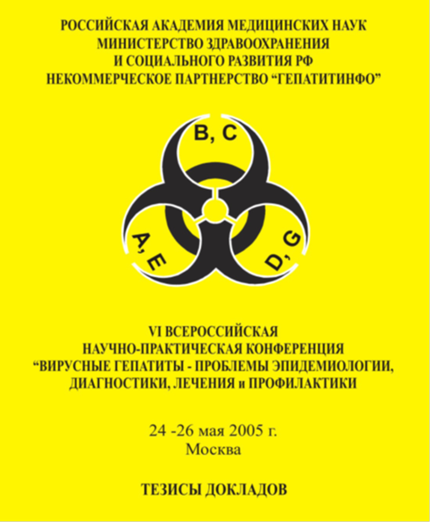 РОССИЙСКАЯ АКАДЕМИЯ МЕДИЦИНСКИХ НАУК
МИНИСТЕРСТВО ЗДРАВООХРАНЕНИЯ
И СОЦИАЛЬНОГО РАЗВИТИЯ РФ
НЕКОММЕРЧЕСКОЕ ПАРТНЕРСТВО “ГЕПАТИТИНФО”
B, C
A, E
D, G
VI ВСЕРОССИЙСКАЯ
НАУЧНО-ПРАКТИЧЕСКАЯ КОНФЕРЕНЦИЯ
“ВИРУСНЫЕ ГЕПАТИТЫ - ПРОБЛЕМЫ ЭПИДЕМИОЛОГИИ,
ДИАГНОСТИКИ, ЛЕЧЕНИЯ и ПРОФИЛАКТИКИ
24 -26 мая 2005 г.
Москва
ТЕЗИСЫ ДОКЛАДОВ